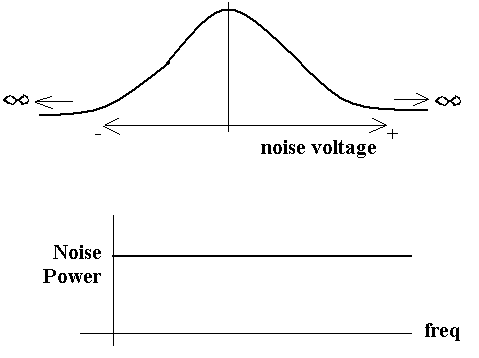 ∞ ∞
- +
noise voltage
Noise
Power
freq